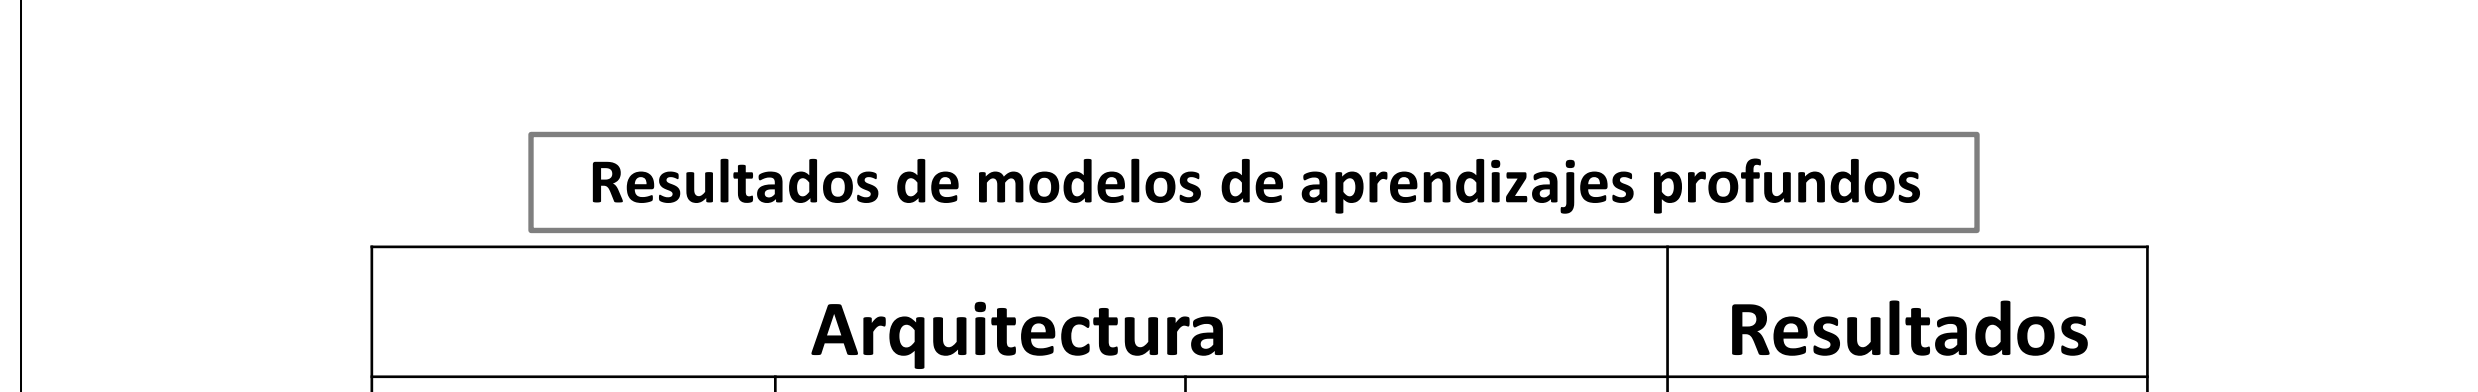 Resultados de modelos de aprendizajes profundos
Arquitectura Resultados